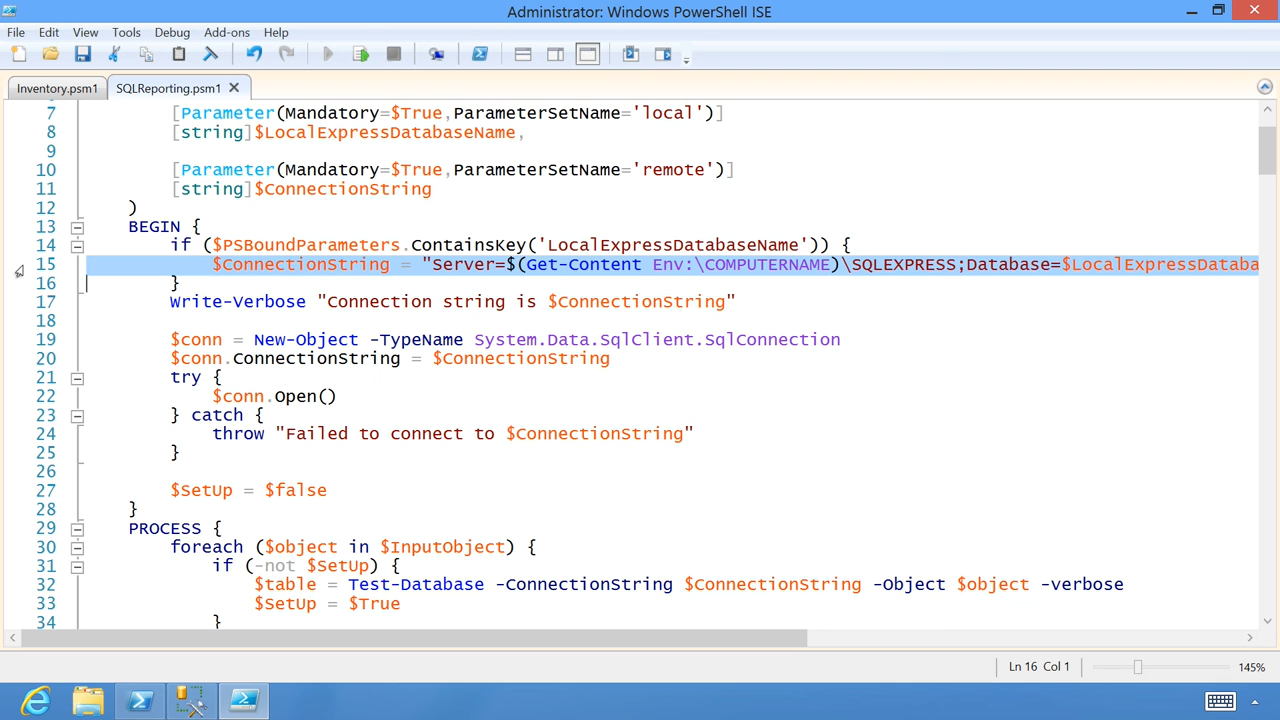 Administrator: Windows PowerShell ISE
File Edit View Tools Debug Add-ons Help
Inventory.psm1 SQLReporting.psm1
7 [Parameter(Mandatory=$True,ParameterSetName='local')]
8 [string]$LocalExpressDatabaseName,
9
10 [Parameter(Mandatory=$True,ParameterSetName='remote')]
11 [string]$ConnectionString
12 )
13 BEGIN {
14 if ($PSBoundParameters.ContainsKey('LocalExpressDatabaseName')) {
15 $ConnectionString = "Server=$(Get-Content Env:\COMPUTERNAME)\SQLEXPRESS;Database=$LocalExpressDataba
16 }
17 Write-Verbose "Connection string is $ConnectionString"
18
19 $conn = New-Object -TypeName System.Data.SqlClient.SqlConnection
20 $conn.ConnectionString = $ConnectionString
21 try {
22 $conn.Open()
23 } catch {
24 throw "Failed to connect to $ConnectionString"
25 }
26
27 $SetUp = $false
28 }
29 PROCESS {
30 foreach ($object in $InputObject) {
31 if (-not $SetUp) {
32 $table = Test-Database -ConnectionString $ConnectionString -Object $object -verbose
33 $SetUp = $True
34 }
Ln 16 Col 1 145%